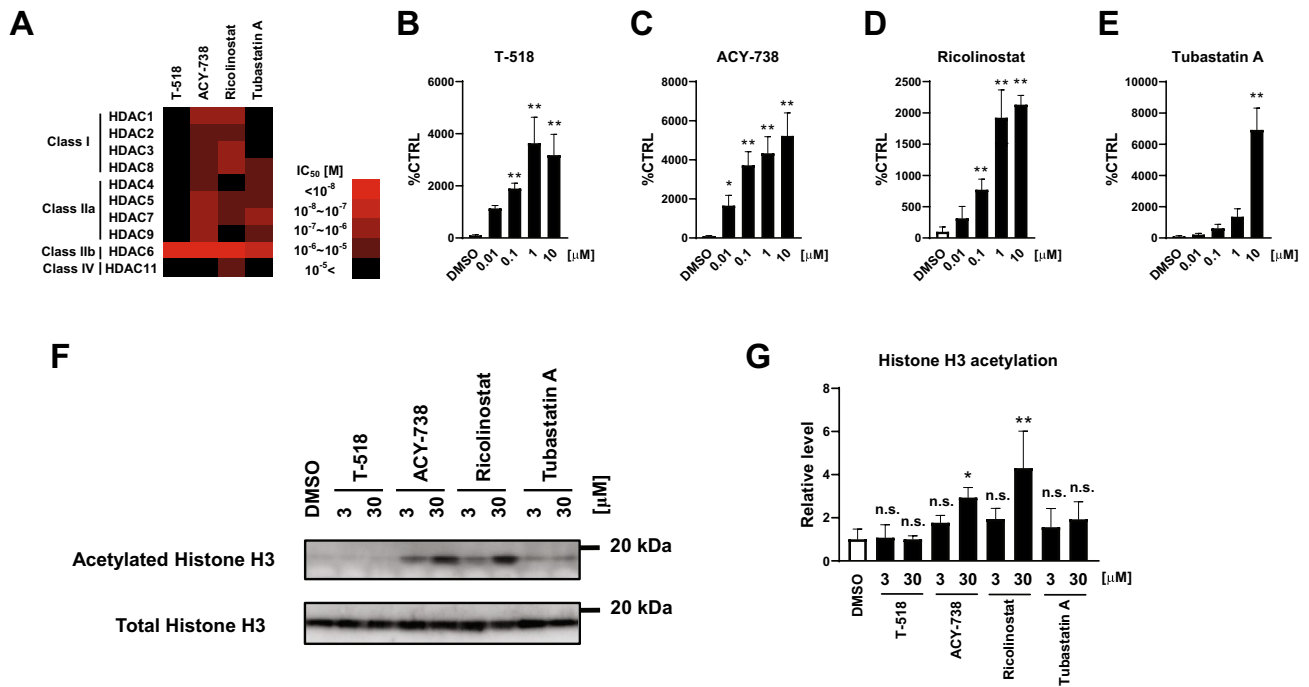 A
T-518
ACY-738
Ricolinostat
Tubastatin A
Class I
HDAC1
HDAC2
HDAC3
HDAC8
Class IIa
HDAC4
HDAC5
HDAC7
HDAC9
Class IIb
HDAC6
Class IV
HDAC11
IC50 [M]
<10-8
10-8~10-7
10-7~10-6
10-6~10-5
10-5<
B
T-518
%CTRL
6000
4000
2000
0
**
**
**
DMSO
0.01
0.1
1
10
[μM]
C
ACY-738
%CTRL
8000
6000
4000
2000
0
*
**
**
**
DMSO
0.01
0.1
1
10
[μM]
D
Ricolinostat
%CTRL
2500
2000
1500
1000
500
0
**
**
**
DMSO
0.01
0.1
1
10
[μM]
E
Tubastatin A
%CTRL
10000
8000
6000
4000
2000
0
**
DMSO
0.01
0.1
1
10
[μM]
F
DMSO
T-518
ACY-738
Ricolinostat
Tubastatin A
3 30 3 30 3 30 3 30 [μM]
Acetylated Histone H3
20 kDa
Total Histone H3
20 kDa
G
Histone H3 acetylation
Relative level
8
6
4
2
0
n.s. n.s. n.s. * n.s. ** n.s. n.s.
DMSO
3 30 3 30 3 30 3 30 [μM]
T-518
ACY-738
Ricolinostat
Tubastatin A